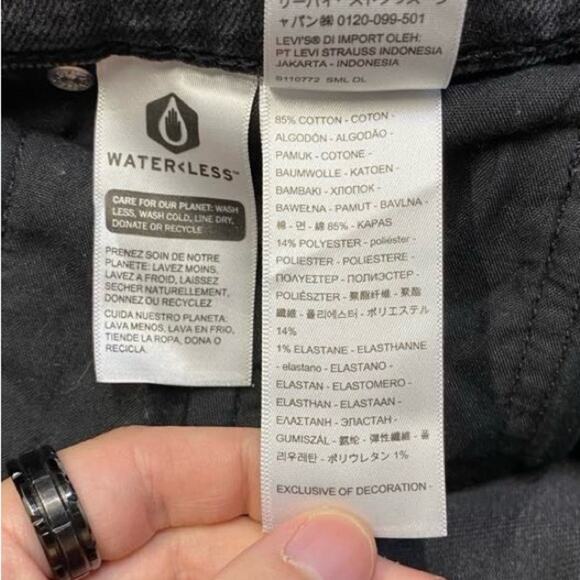 ャパン㈱ 0120-099-501
LEVI'S® DI IMPORT OLEH:
PT LEVI STRAUSS INDONESIA
JAKARTA - INDONESIA
S110772 SML DL
WATER<LESS™
CARE FOR OUR PLANET: WASH
LESS, WASH COLD, LINE DRY,
DONATE OR RECYCLE
PRENEZ SOIN DE NOTRE
PLANETE: LAVEZ MOINS,
LAVEZ A FROID, LAISSEZ
SECHER NATURELLEMENT,
DONNEZ OU RECYCLEZ
CUIDA NUESTRO PLANETA:
LAVA MENOS, LAVA EN FRIO,
TIENDE LA ROPA, DONA O
RECICLA.
85% COTTON - COTON -
ALGODÓN - ALGODÃO -
PAMUK - COTONE -
BAUMWOLLE - KATOEN -
BAMBAKI - ХЛОПОК -
BAWEŁNA - PAMUT - BAVLNA -
棉 - 면 - 綿 85% - KAPAS
14% POLYESTER - poliéster -
POLIESTER - POLIESTERE -
ΠΟΛΥΕΣΤΕΡ - ПОЛИЭСТЕР -
POLIÉSZTER - 聚酯纤维 - 聚酯
纖維 - 폴리에스터 - ポリエステル
14%
1% ELASTANE - ELASTHANNE
- elastano - ELASTANO -
ELASTAN - ELASTOMERO -
ELASTHAN - ELASTAAN -
ΕΛΑΣΤΑΝΗ - ЭЛАСТАН -
GUMISZÁL - 氨纶 - 彈性纖維 - 폴
리우레탄 - ポリウレタン 1%
EXCLUSIVE OF DECORATION -